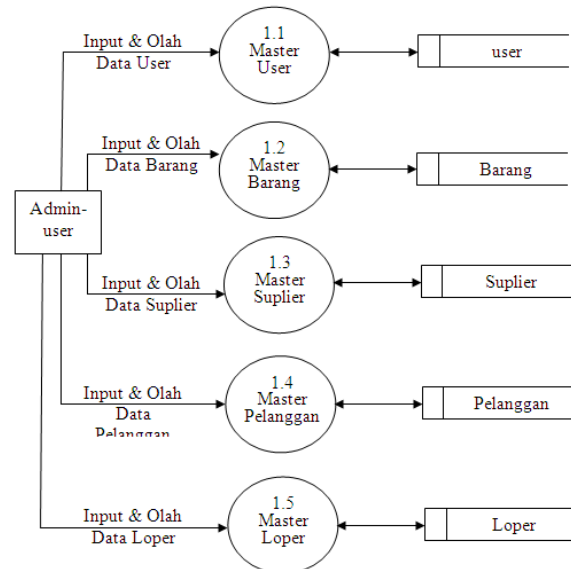 Input & Olah
Data User
1.1
Master
User
user
Input & Olah
Data Barang
1.2
Master
Barang
Barang
Admin-
user
Input & Olah
Data Suplier
1.3
Master
Suplier
Suplier
Input & Olah
Data
Pelanggan
1.4
Master
Pelanggan
Pelanggan
Input & Olah
Data Loper
1.5
Master
Loper
Loper